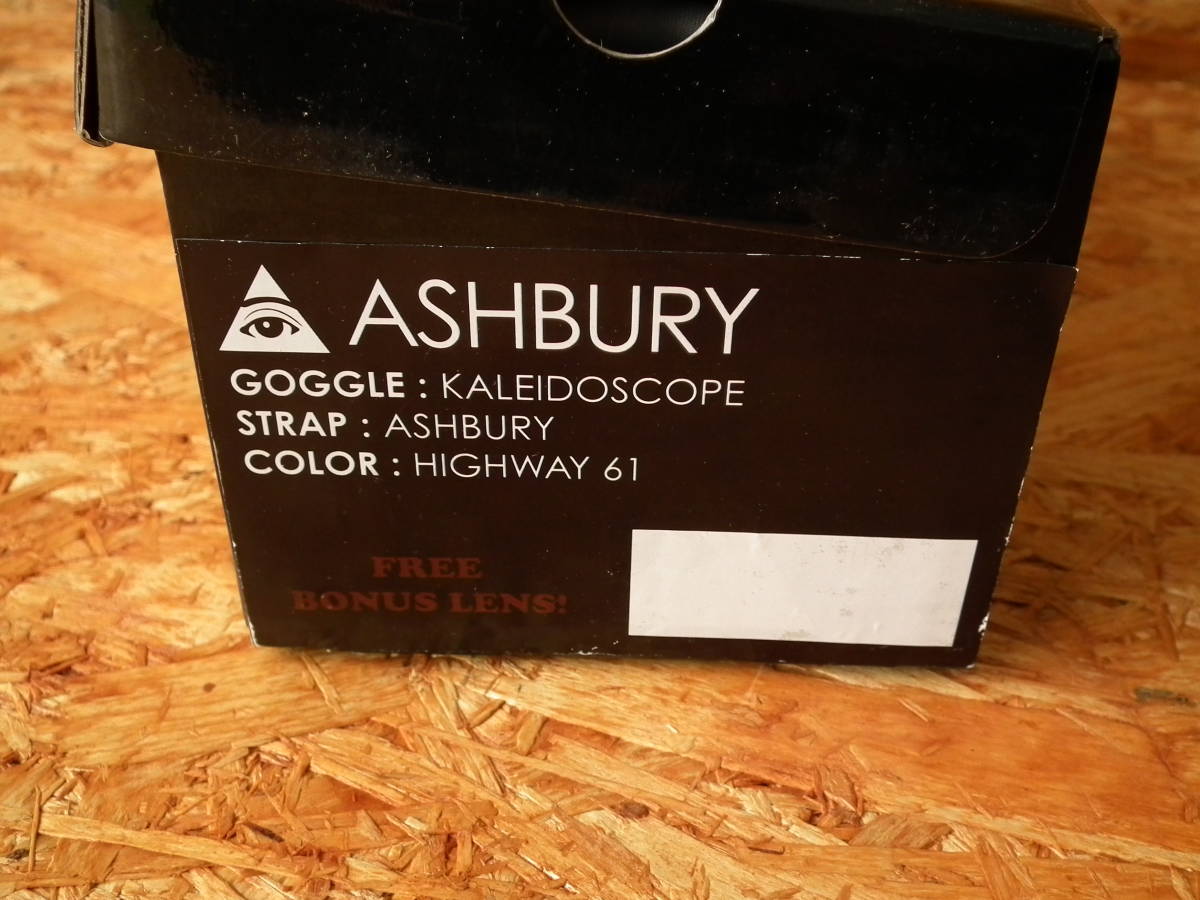 ASHBURY
GOGGLE : KALEIDOSCOPE
STRAP : ASHBURY
COLOR : HIGHWAY 61
FREE
BONUS LENS!